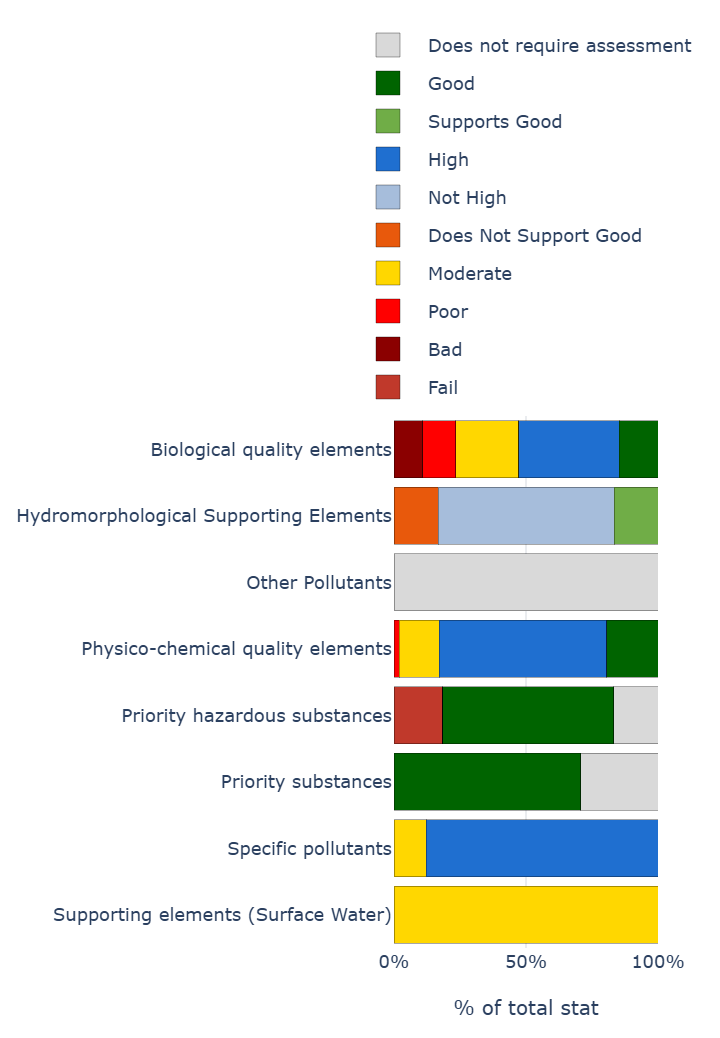 Does not require assessment
Good
Supports Good
High
Not High
Does Not Support Good
Moderate
Poor
Bad
Fail
Biological quality elements
Hydromorphological Supporting Elements
Other Pollutants
Physico-chemical quality elements
Priority hazardous substances
Priority substances
Specific pollutants
Supporting elements (Surface Water)
0% 50% 100%
% of total stat